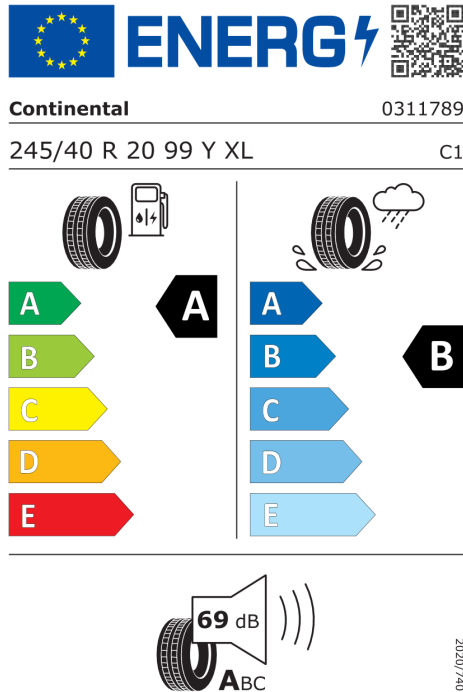 ENERG
Continental 0311789
245/40 R 20 99 Y XL C1
A A A
B B B
C C
D D
E E
69 dB
ABC
2020/740